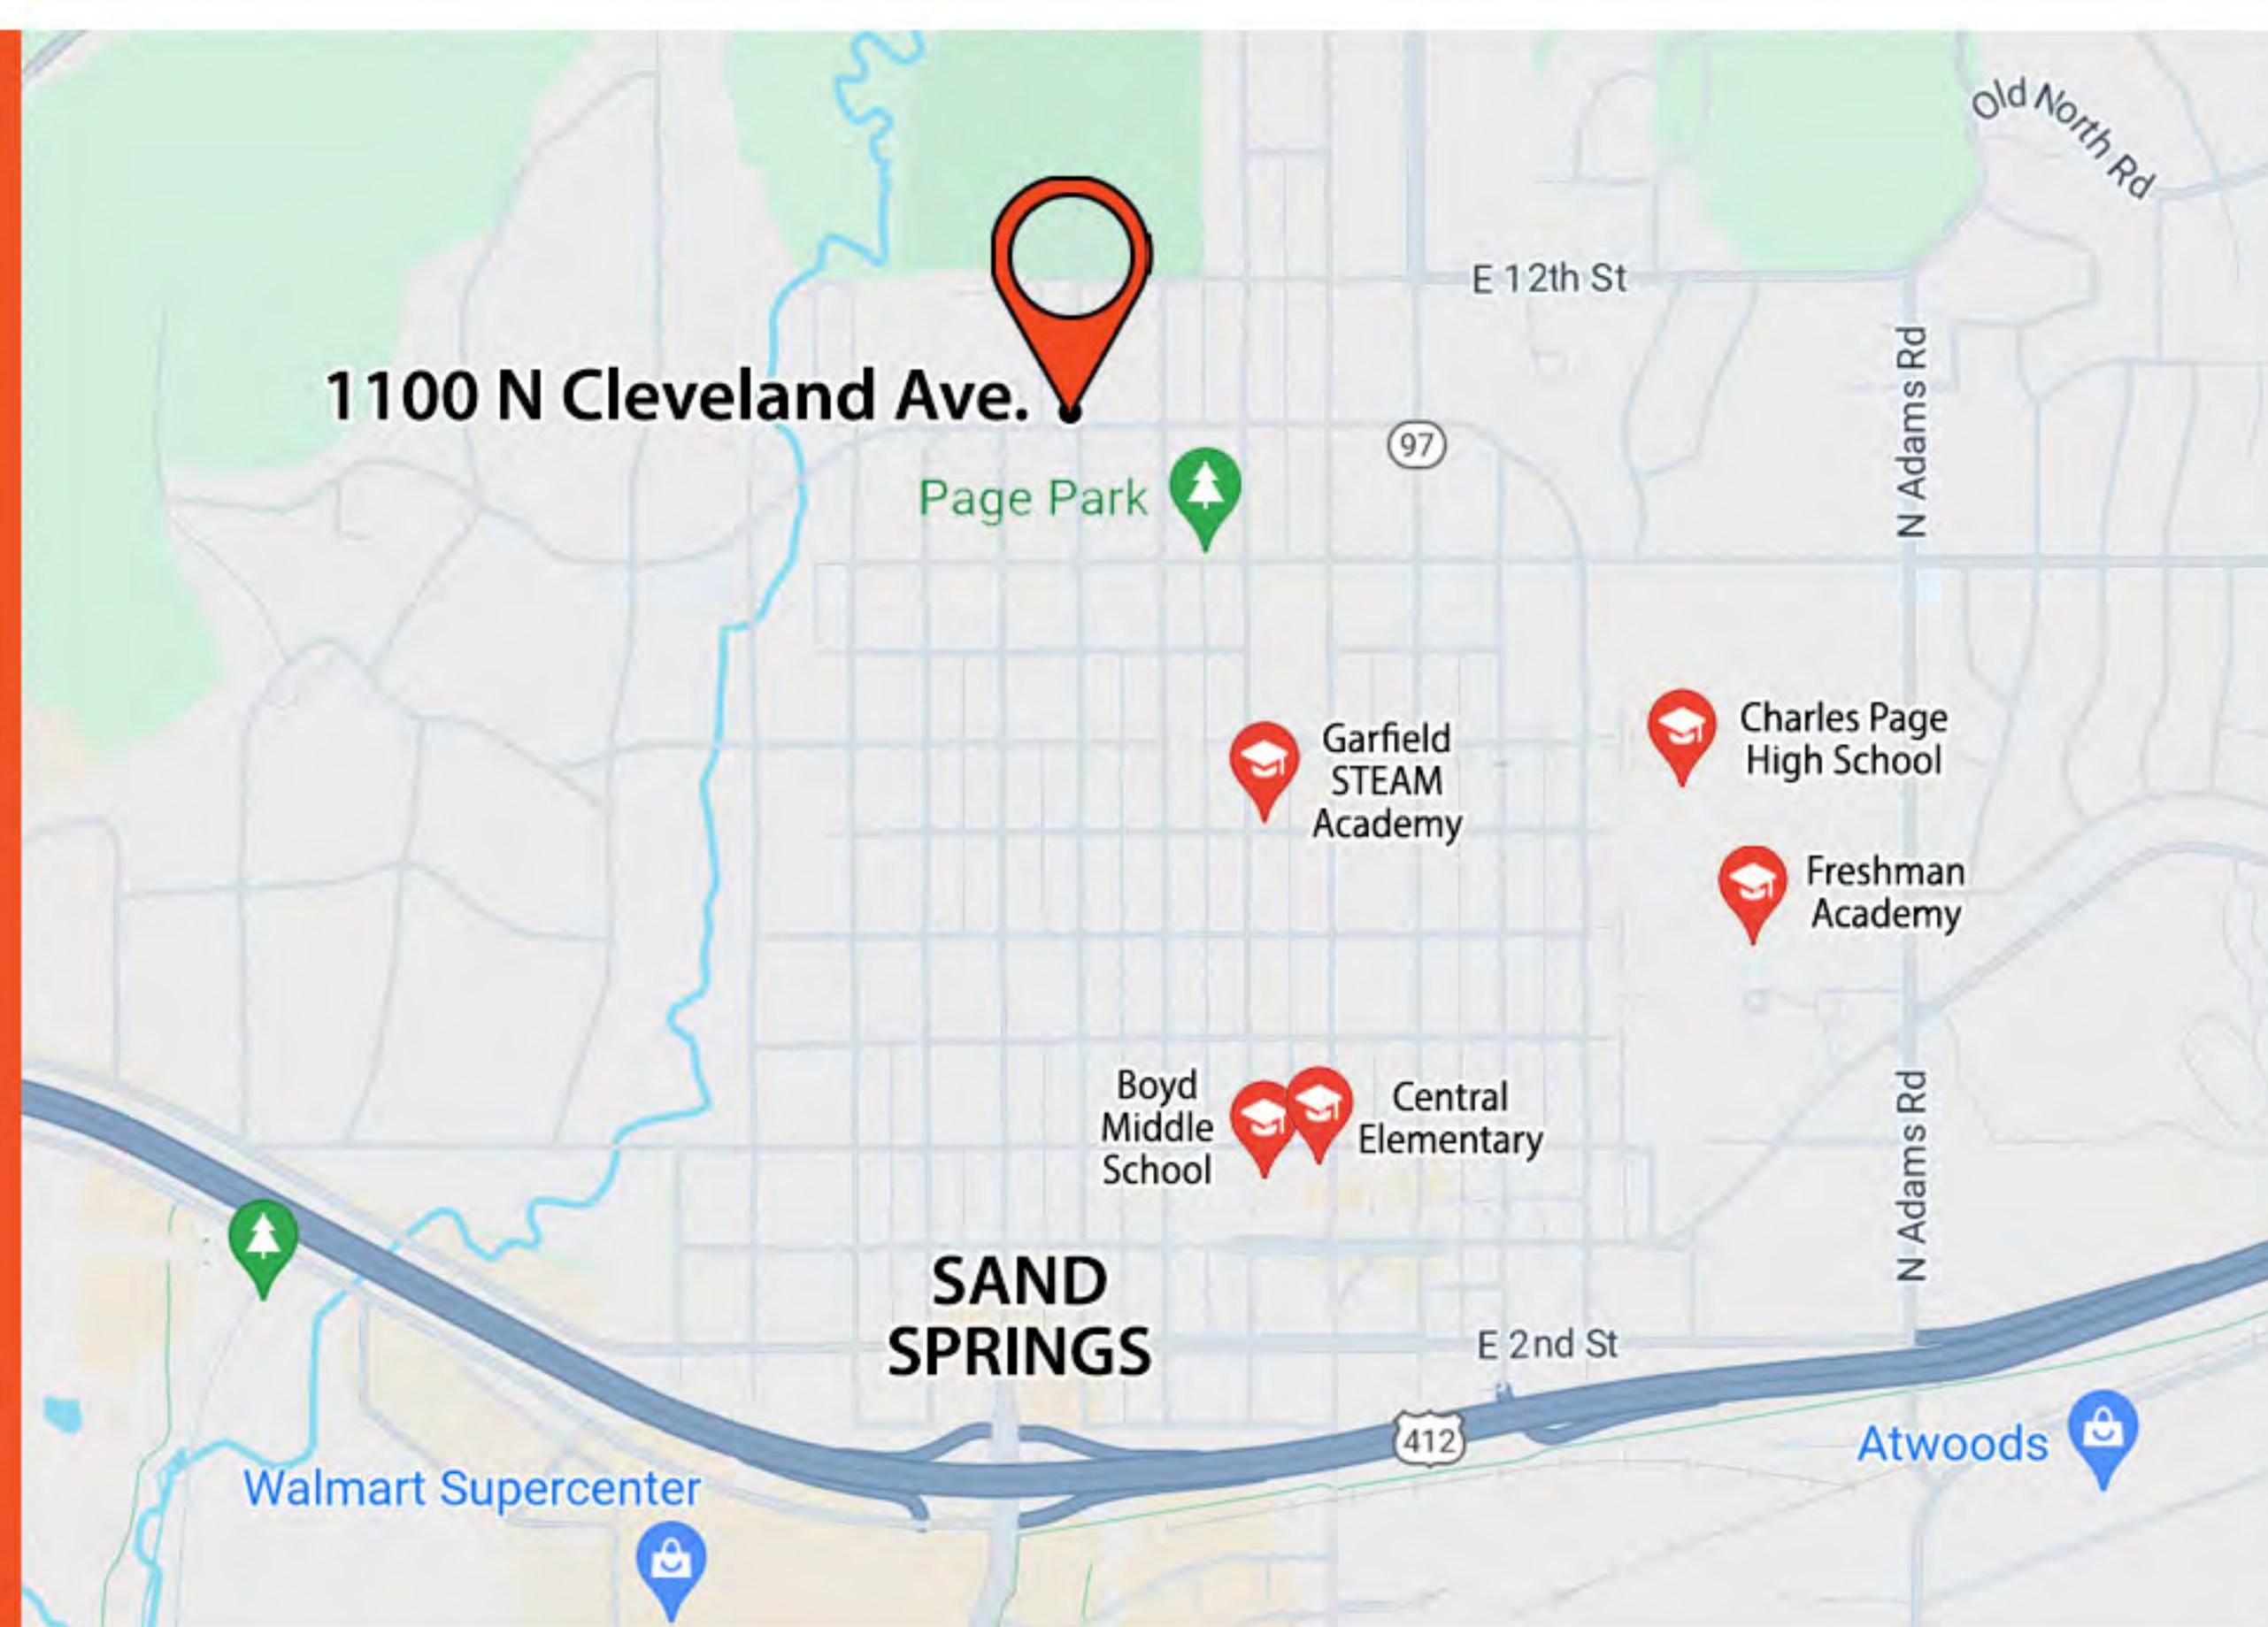 Old North Rd
E 12th St
1100 N Cleveland Ave.
N Adams Rd
97
Page Park
Garfield
STEAM
Academy
Charles Page
High School
Freshman
Academy
Boyd
Middle
School
Central
Elementary
N Adams Rd
SAND
SPRINGS
E 2nd St
412
Atwoods
Walmart Supercenter